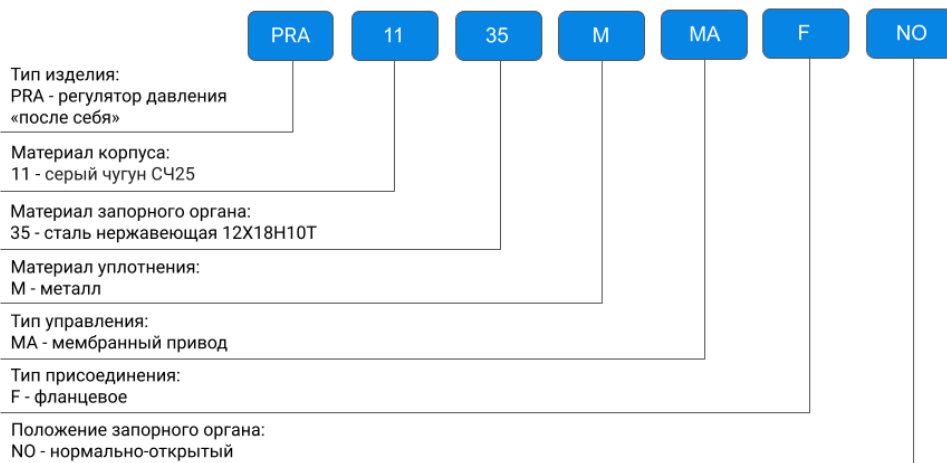 PRA 11 35 M MA F NO
Тип изделия:
PRA - регулятор давления
«после себя»
Материал корпуса:
11 - серый чугун СЧ25
Материал запорного органа:
35 - сталь нержавеющая 12Х18Н10Т
Материал уплотнения:
М - металл
Тип управления:
МА - мембранный привод
Тип присоединения:
F - фланцевое
Положение запорного органа:
NO - нормально-открытый